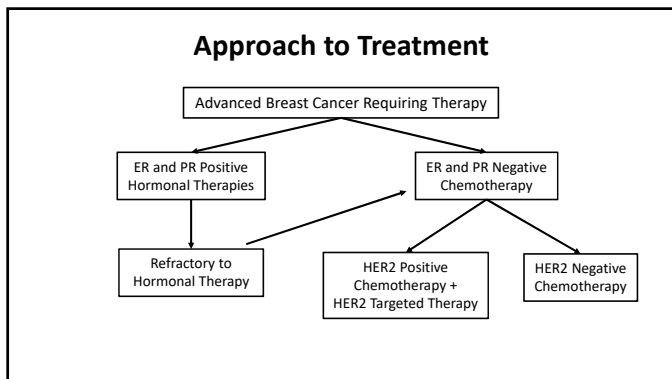 Approach to Treatment
Advanced Breast Cancer Requiring Therapy
ER and PR Positive
Hormonal Therapies
ER and PR Negative
Chemotherapy
Refractory to
Hormonal Therapy
HER2 Positive
Chemotherapy +
HER2 Targeted Therapy
HER2 Negative
Chemotherapy